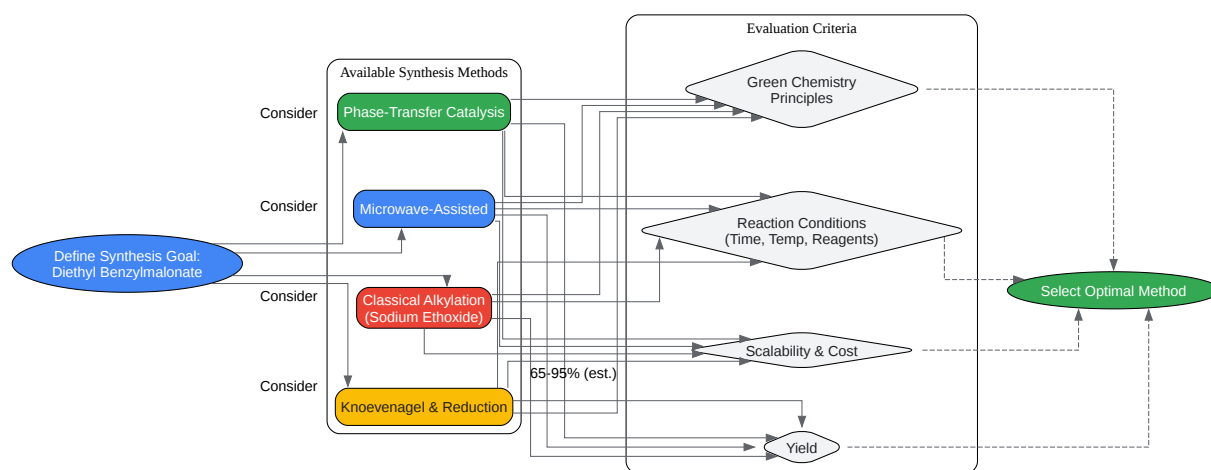 Evaluation Criteria
Available Synthesis Methods
Green Chemistry
Principles
Consider
Phase-Transfer Catalysis
Consider
Microwave-Assisted
Reaction Conditions
(Time, Temp, Reagents)
Define Synthesis Goal:
Diethyl Benzylmalonate
Consider
Classical Alkylation
(Sodium Ethoxide)
Select Optimal Method
Scalability & Cost
65-95% (est.)
Consider
Knoevenagel & Reduction
Yield